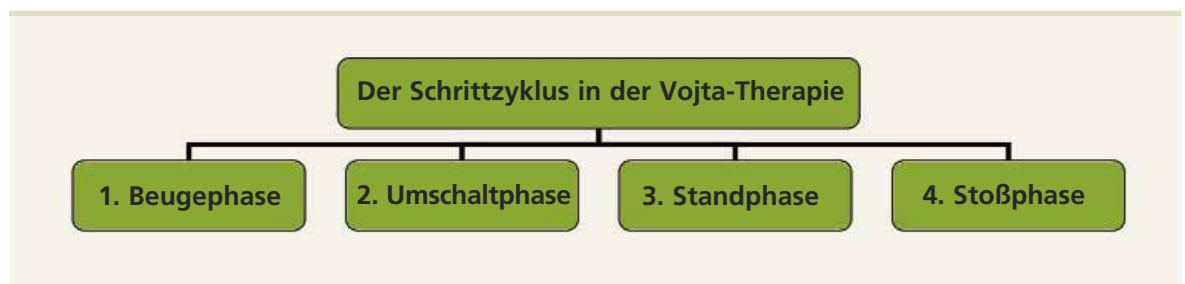 Der Schrittzyklus in der Vojta-Therapie
1. Beugephase
2. Umschaltphase
3. Standphase
4. Stoßphase